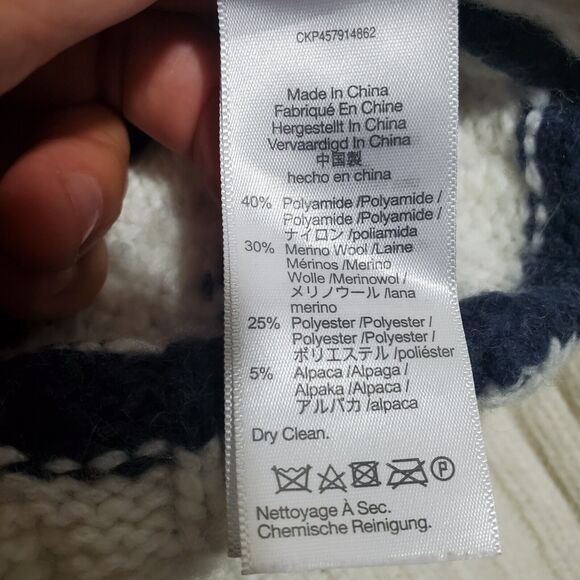 CKP457914862
Made In China
Fabriqué En Chine
Hergestellt In China
Vervaardigd In China
中国製
hecho en china
40% Polyamide /Polyamide /
Polyamide /Polyamide /
ナイロン /poliamida
30% Merino Wool /Laine
Mérinos /Merino
Wolle /Merinowol /
メリノウール /lana
merino
25% Polyester /Polyester /
Polyester /Polyester /
ポリエステル /poliéster
5% Alpaca /Alpaga /
Alpaka /Alpaca /
アルパカ /alpaca
Dry Clean.
P
Nettoyage À Sec.
Chemische Reinigung.